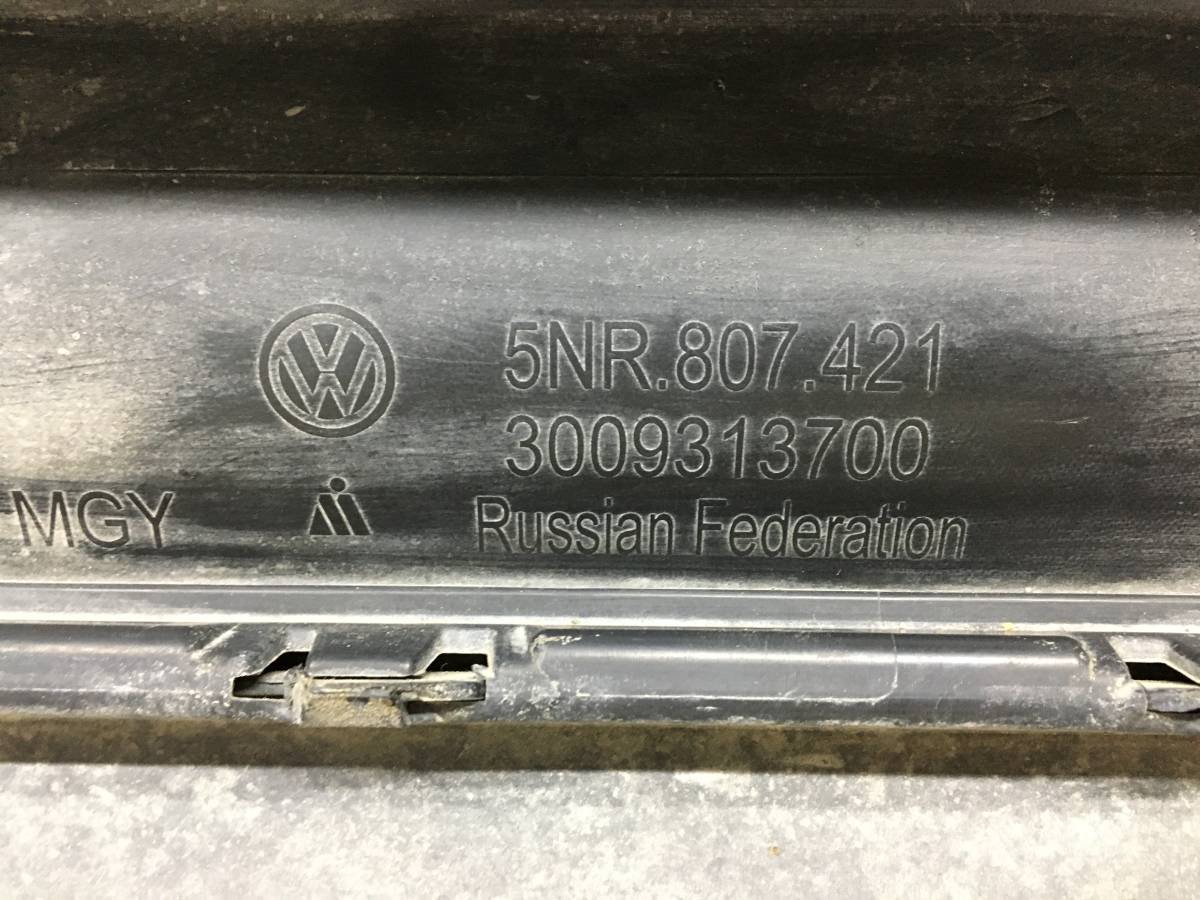 5NR.807.421
3009313700
MGY
Russian Federation